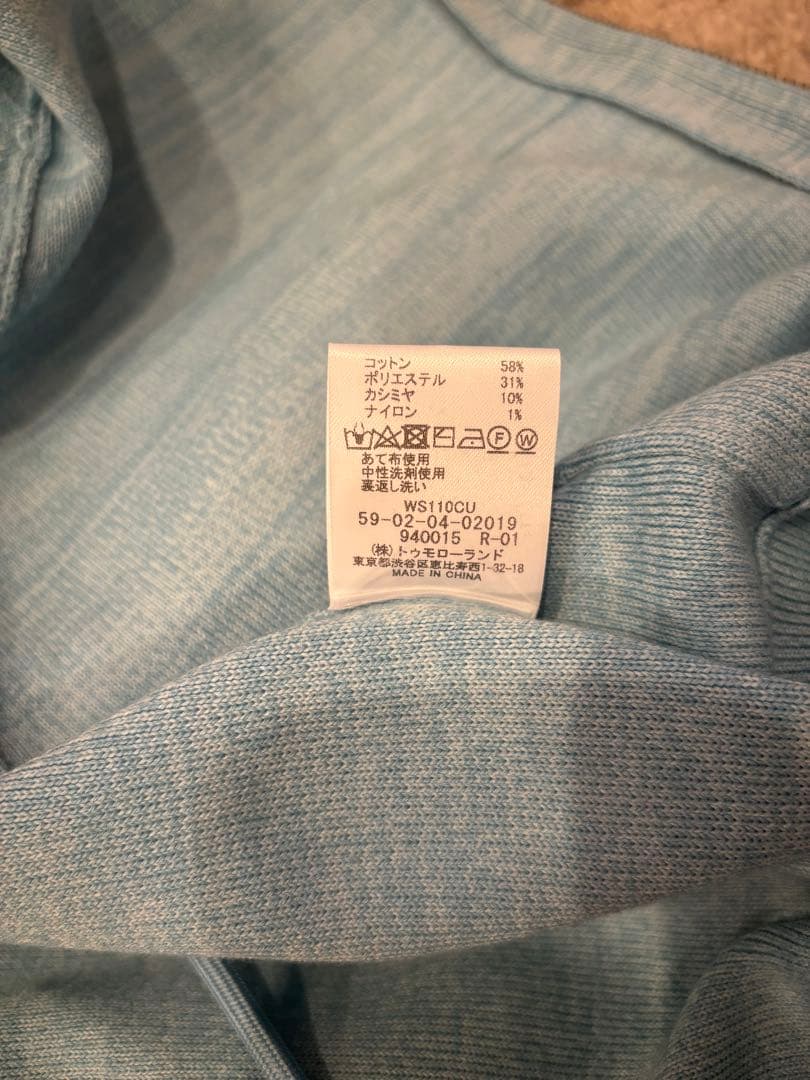 コットン 58%
ポリエステル 31%
カシミヤ 10%
ナイロン 1%
F W
あて布使用
中性洗剤使用
裏返し洗い
WS110CU
59-02-04-02019
940015 R-01
(株)トゥモローランド
東京都渋谷区恵比寿西1-32-18
MADE IN CHINA